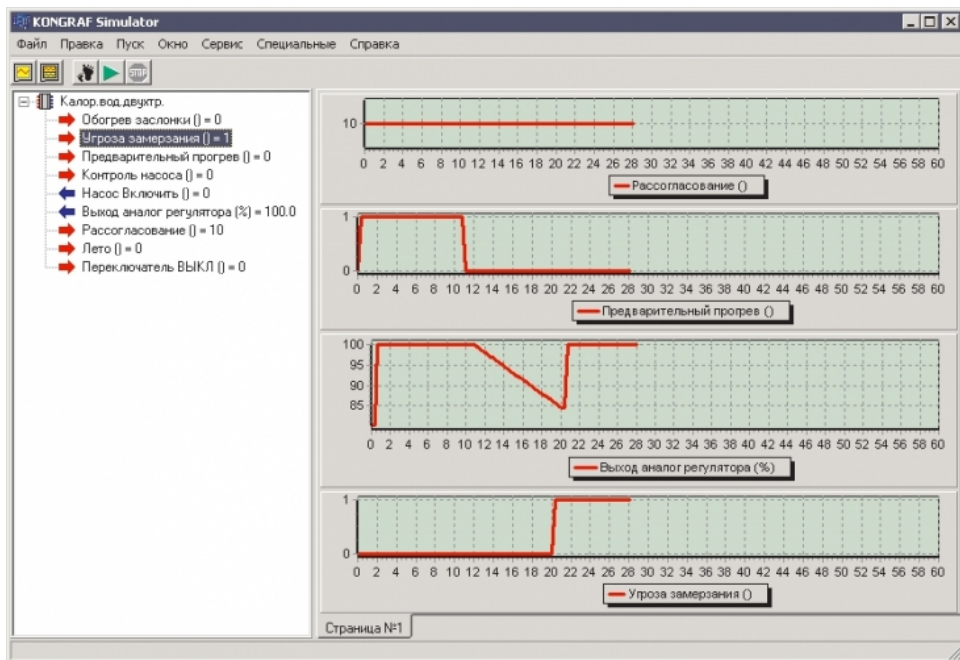 KONGRAF Simulator
Файл Правка Пуск Окно Сервис Специальные Справка
STOP
Калор.вод.двухтр.
Обогрев заслонки () = 0
Угроза замерзания () = 1
Предварительный прогрев () = 0
Контроль насоса () = 0
Насос Включить () = 0
Выход аналог регулятора (%) = 100.0
Рассогласование () = 10
Лето () = 0
Переключатель ВЫКЛ () = 0
10
0 2 4 6 8 10 12 14 16 18 20 22 24 26 28 30 32 34 36 38 40 42 44 46 48 50 52 54 56 58 60
Рассогласование ()
1
0
0 2 4 6 8 10 12 14 16 18 20 22 24 26 28 30 32 34 36 38 40 42 44 46 48 50 52 54 56 58 60
Предварительный прогрев ()
100
95
90
85
0 2 4 6 8 10 12 14 16 18 20 22 24 26 28 30 32 34 36 38 40 42 44 46 48 50 52 54 56 58 60
Выход аналог регулятора (%)
1
0
0 2 4 6 8 10 12 14 16 18 20 22 24 26 28 30 32 34 36 38 40 42 44 46 48 50 52 54 56 58 60
Угроза замерзания ()
Страница №1